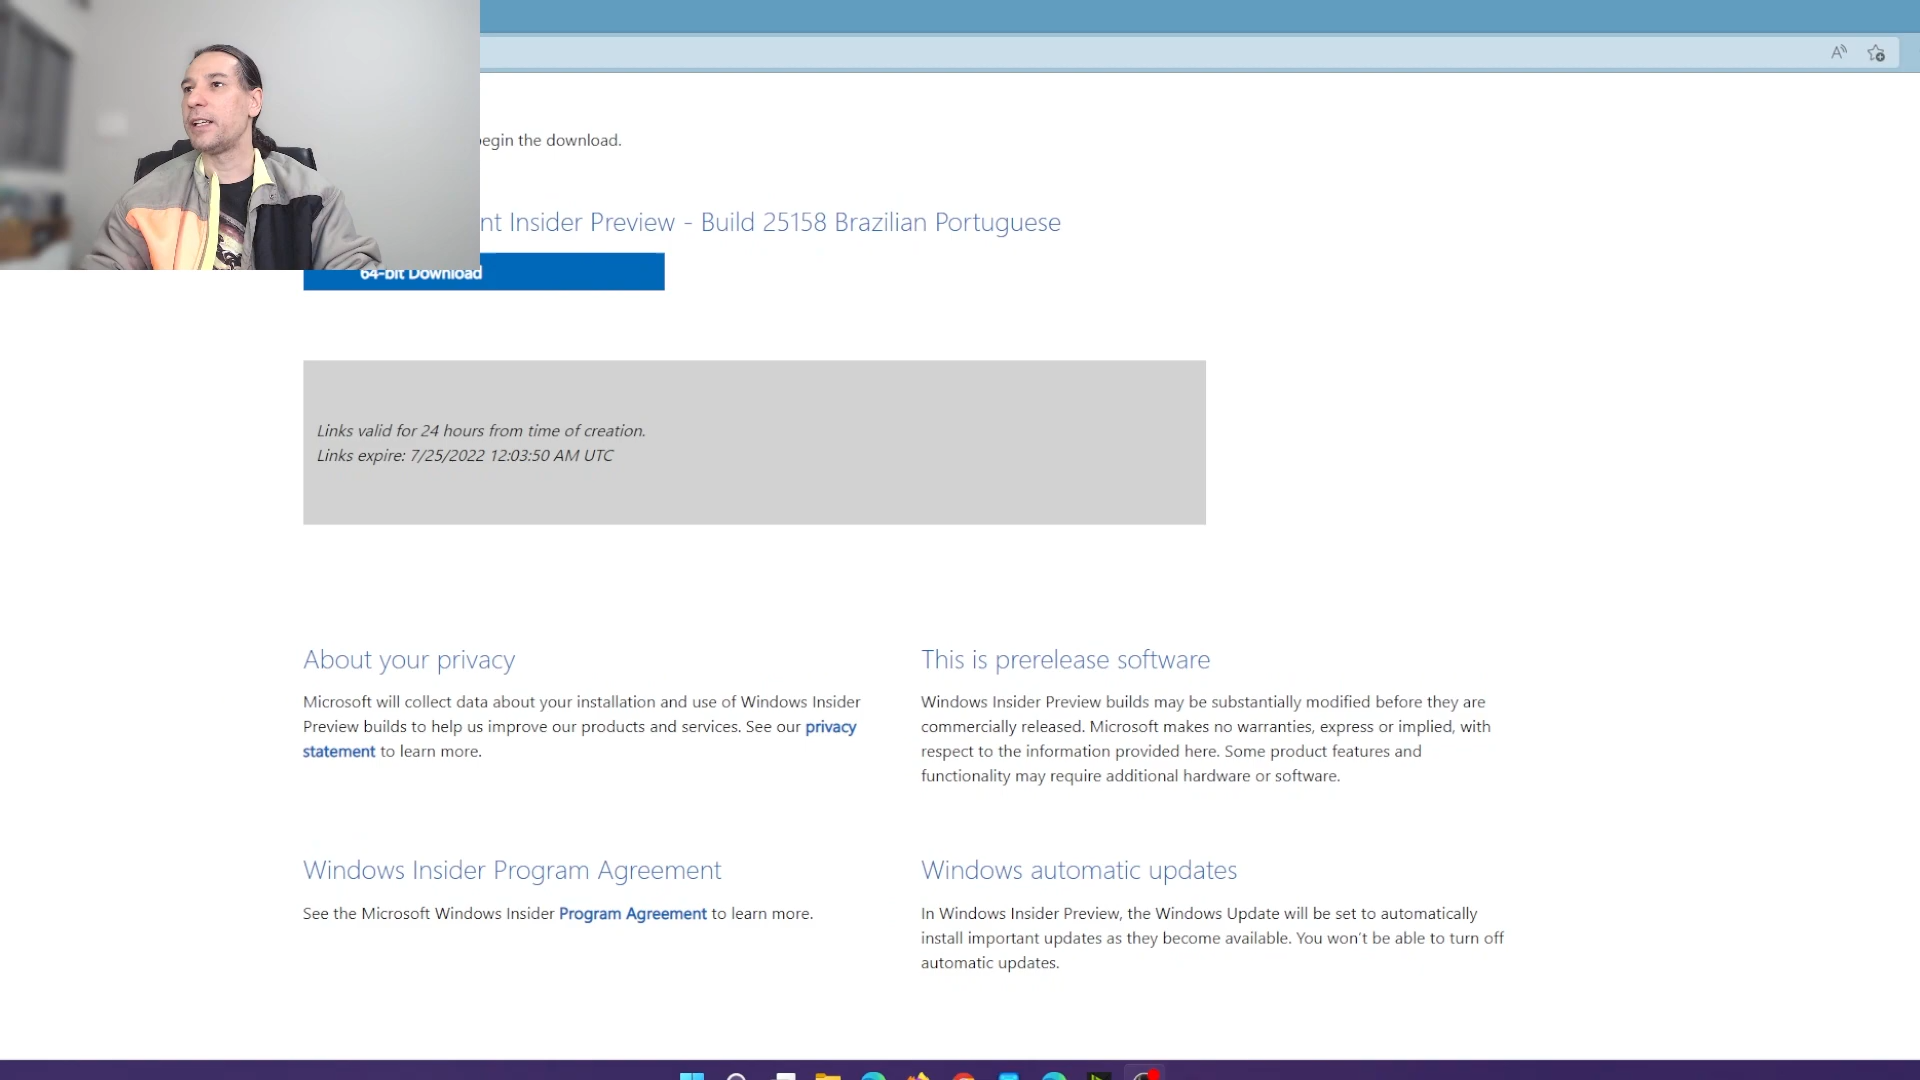 begin the download.
nt Insider Preview - Build 25158 Brazilian Portuguese
64-bit Download
Links valid for 24 hours from time of creation.
Links expire: 7/25/2022 12:03:50 AM UTC
About your privacy
Microsoft will collect data about your installation and use of Windows Insider
Preview builds to help us improve our products and services. See our privacy
statement to learn more.
This is prerelease software
Windows Insider Preview builds may be substantially modified before they are
commercially released. Microsoft makes no warranties, express or implied, with
respect to the information provided here. Some product features and
functionality may require additional hardware or software.
Windows Insider Program Agreement
See the Microsoft Windows Insider Program Agreement to learn more.
Windows automatic updates
In Windows Insider Preview, the Windows Update will be set to automatically
install important updates as they become available. You won't be able to turn off
automatic updates.